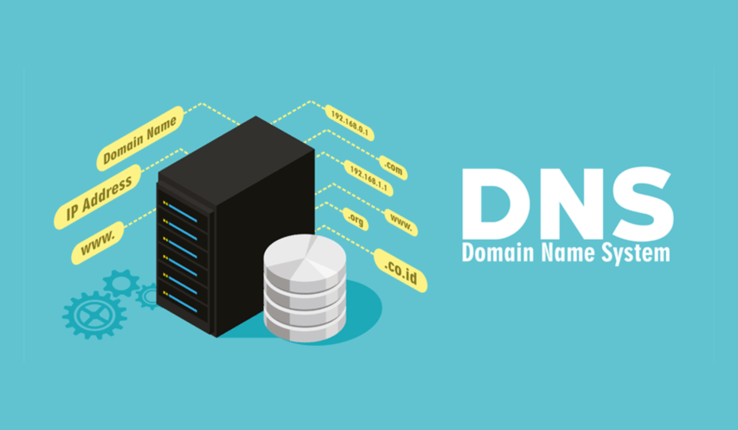 Domain Name
IP Address
www.
192.168.0.1
.com
192.168.1.1
www.
.org
.co.id
DNS
Domain Name System